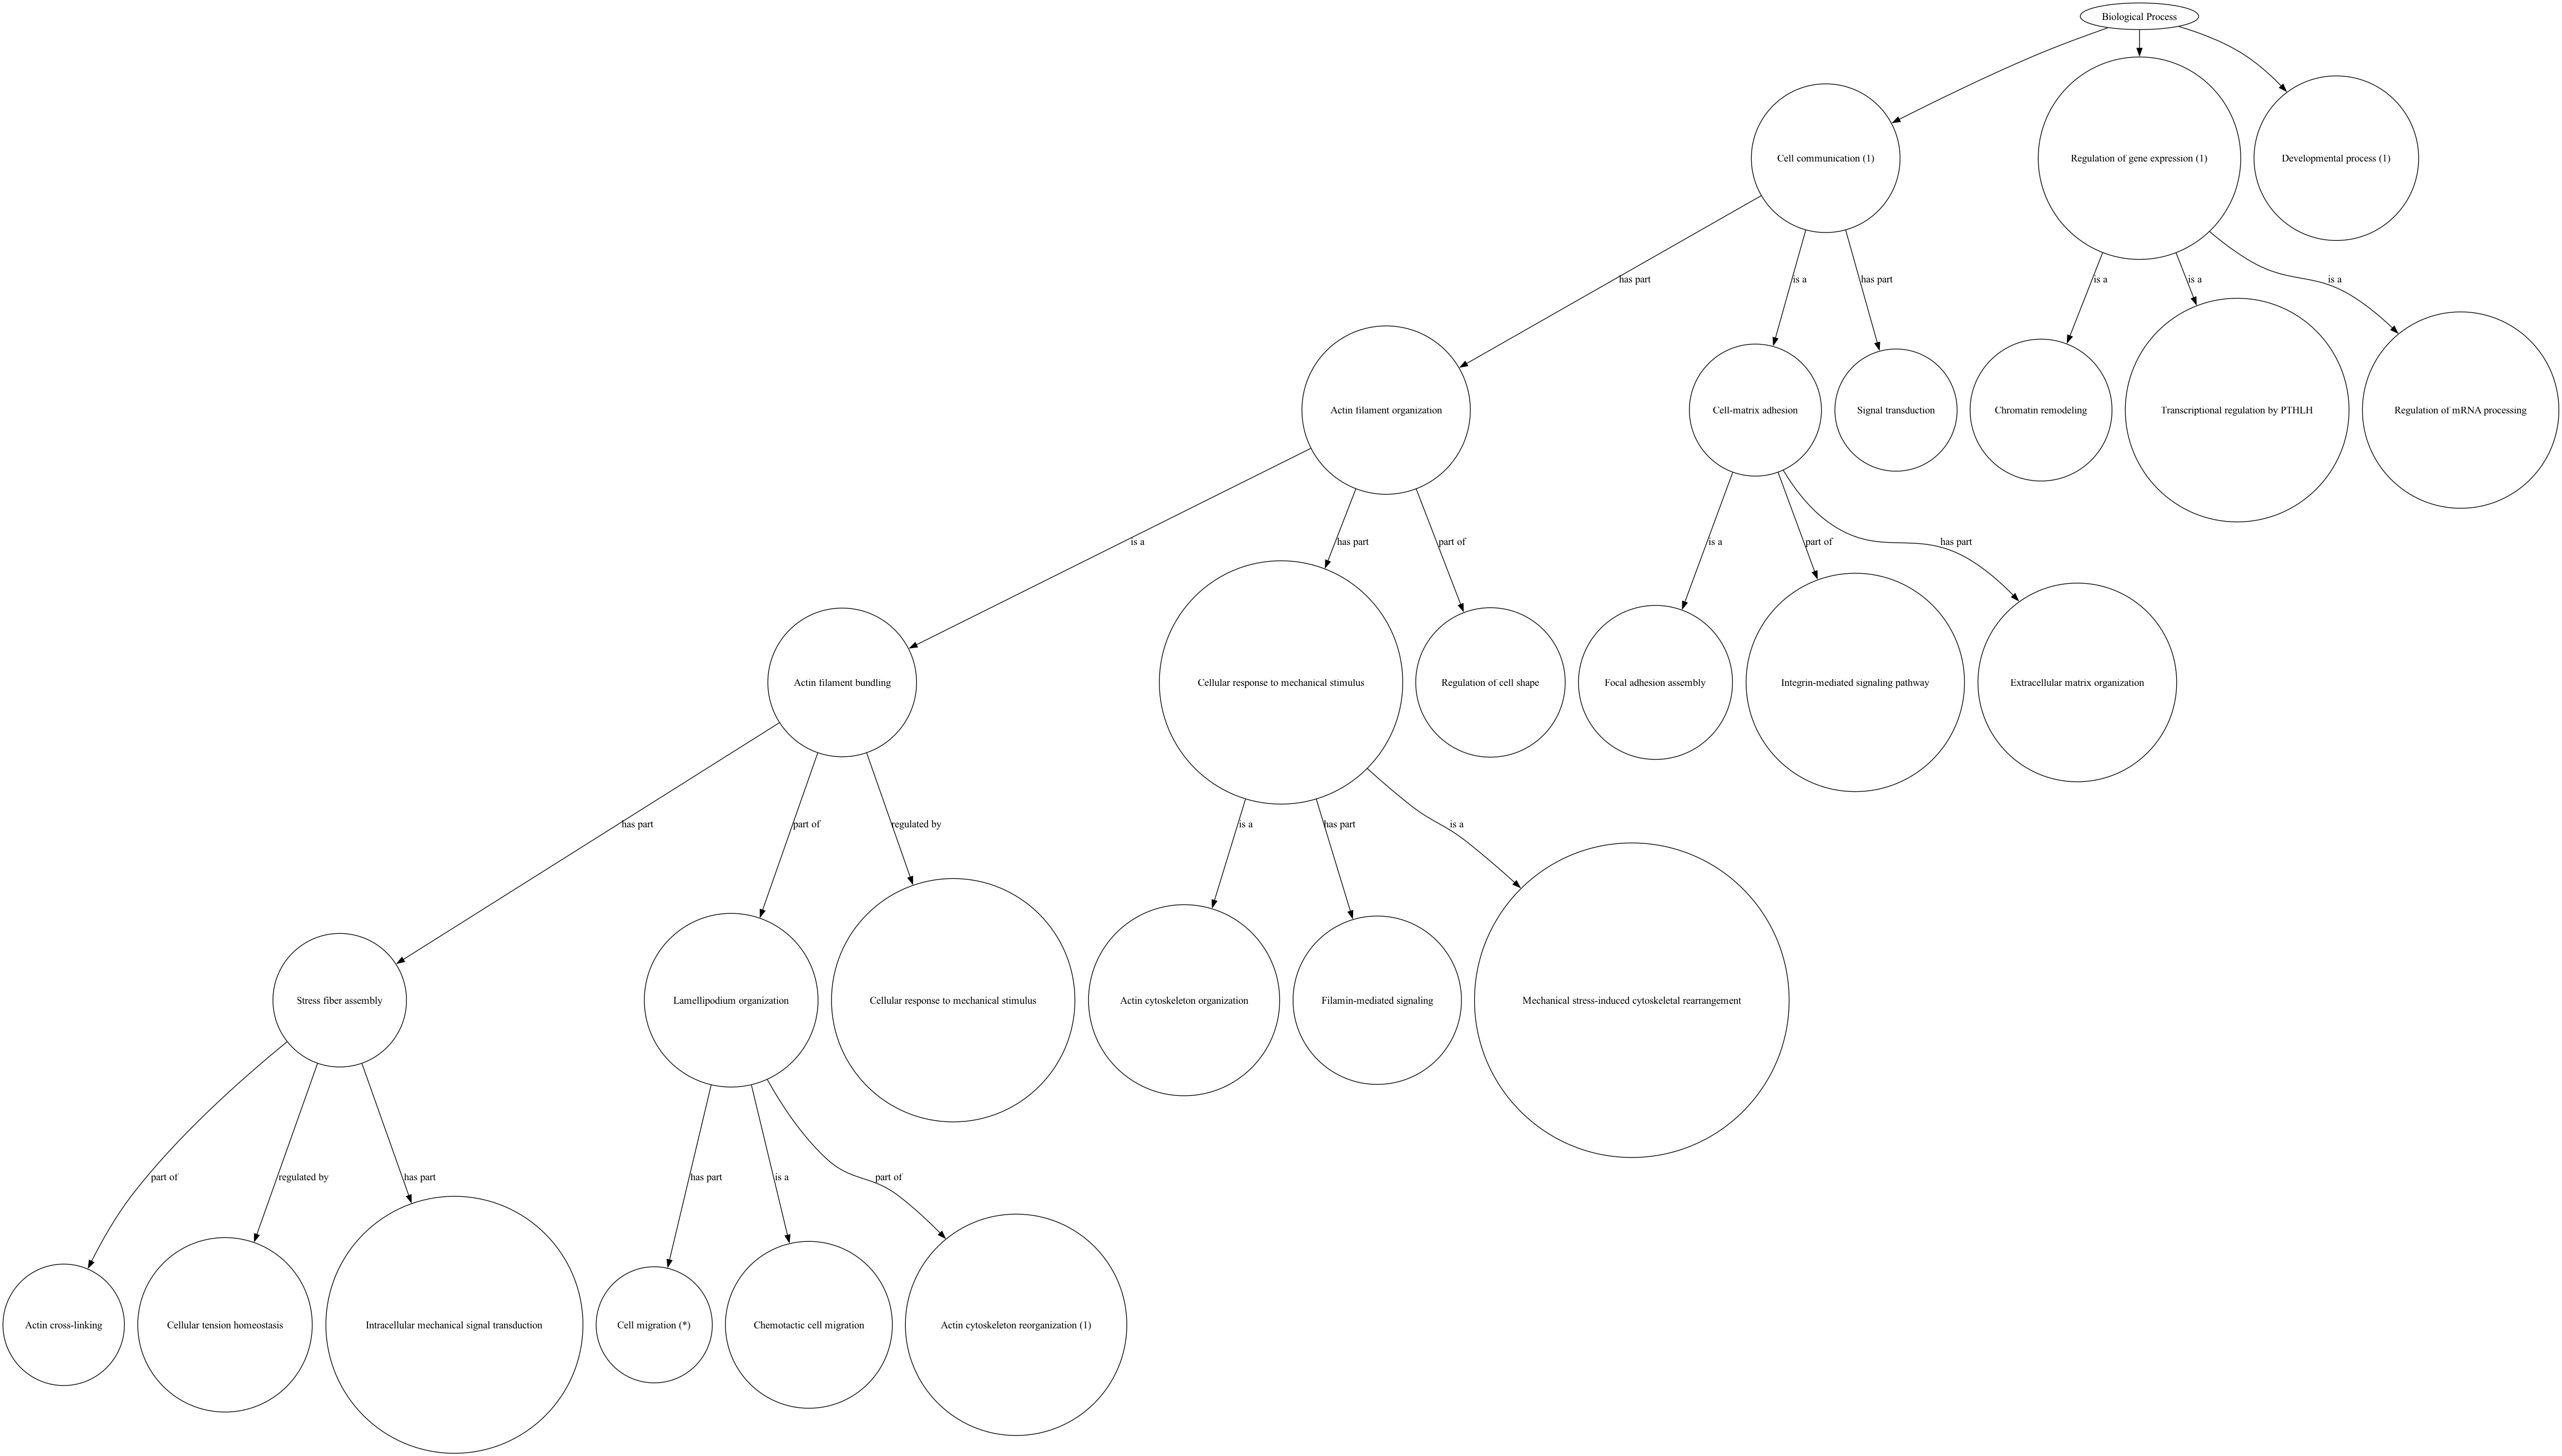 Biological Process
Cell communication (1)
Regulation of gene expression (1)
Developmental process (1)
has part
is a
has part
is a
is a
is a
Actin filament organization
Cell-matrix adhesion
Signal transduction
Chromatin remodeling
Transcriptional regulation by PTHLH
Regulation of mRNA processing
is a
has part
part of
is a
part of
has part
Actin filament bundling
Cellular response to mechanical stimulus
Regulation of cell shape
Focal adhesion assembly
Integrin-mediated signaling pathway
Extracellular matrix organization
has part
part of
regulated by
is a
has part
is a
Stress fiber assembly
Lamellipodium organization
Cellular response to mechanical stimulus
Actin cytoskeleton organization
Filamin-mediated signaling
Mechanical stress-induced cytoskeletal rearrangement
part of
regulated by
has part
has part
is a
part of
Actin cross-linking
Cellular tension homeostasis
Intracellular mechanical signal transduction
Cell migration (*)
Chemotactic cell migration
Actin cytoskeleton reorganization (1)